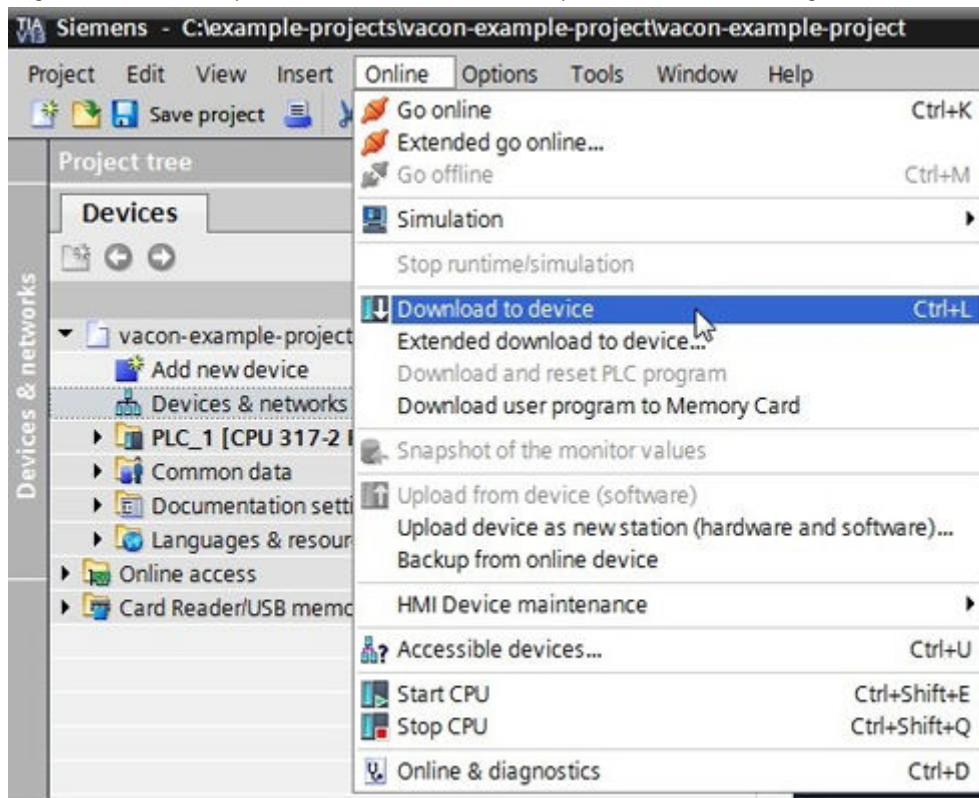 Siemens - C:\example-projects\vacon-example-project\vacon-example-project
Project Edit View Insert Online Options Tools Window Help
Save project
Project tree
Devices
Devices & networks
vacon-example-project
Add new device
Devices & networks
PLC_1 [CPU 317-2
Common data
Documentation setti
Languages & resour
Online access
Card Reader/USB memo
Go online Ctrl+K
Extended go online...
Go offline Ctrl+M
Simulation
Stop runtime/simulation
Download to device Ctrl+L
Extended download to device...
Download and reset PLC program
Download user program to Memory Card
Snapshot of the monitor values
Upload from device (software)
Upload device as new station (hardware and software)...
Backup from online device
HMI Device maintenance
Accessible devices... Ctrl+U
Start CPU Ctrl+Shift+E
Stop CPU Ctrl+Shift+Q
Online & diagnostics Ctrl+D